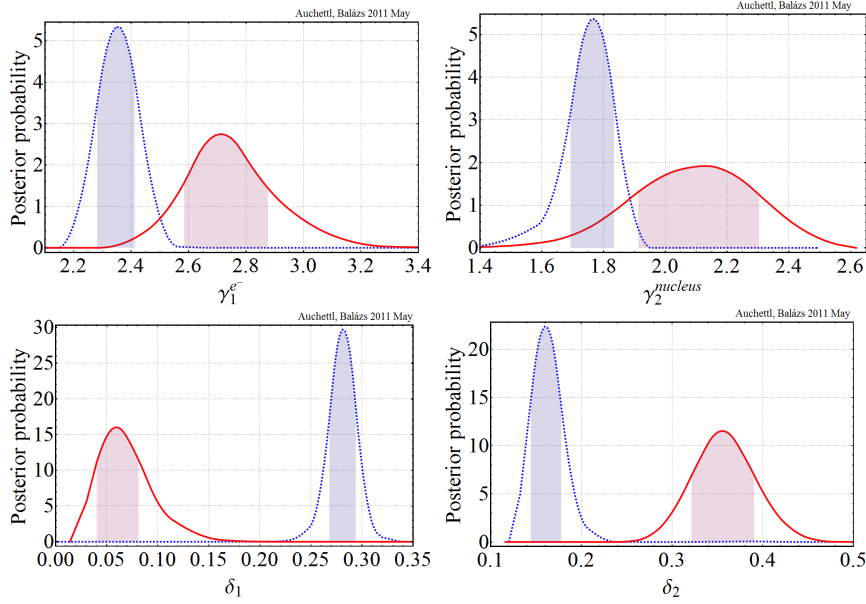 Auchettl, Balázs 2011 May
Posterior probability
5
4
3
2
1
0
2.2 2.4 2.6 2.8 3.0 3.2 3.4
γ₁^{e⁻}
Auchettl, Balázs 2011 May
Posterior probability
5
4
3
2
1
0
1.4 1.6 1.8 2.0 2.2 2.4 2.6
γ₂^{nucleus}
Auchettl, Balázs 2011 May
Posterior probability
30
25
20
15
10
5
0
0.00 0.05 0.10 0.15 0.20 0.25 0.30 0.35
δ₁
Auchettl, Balázs 2011 May
Posterior probability
20
15
10
5
0
0.1 0.2 0.3 0.4 0.5
δ₂